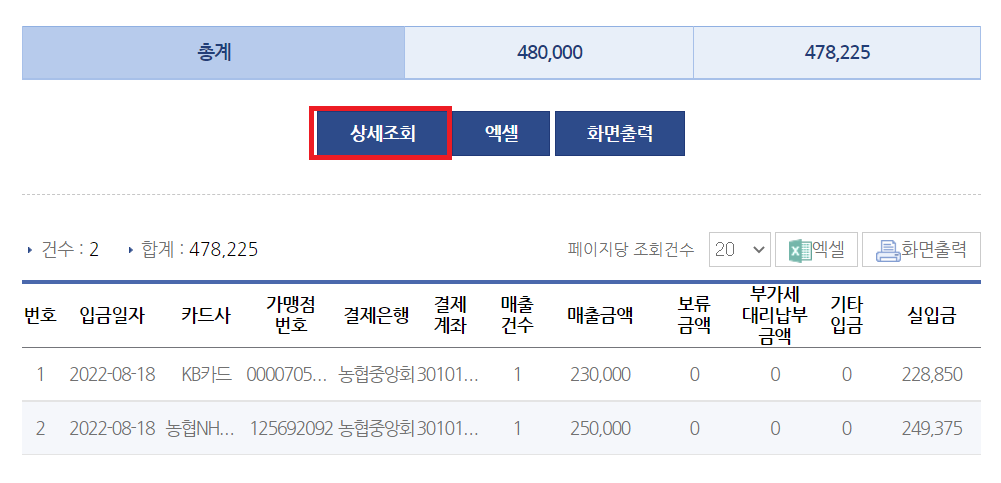 총계 480,000 478,225
상세조회 엑셀 화면출력
건수 : 2 합계 : 478,225 페이지당 조회건수 20 엑셀 화면출력
번호 입금일자 카드사 가맹점 번호 결제은행 결제 계좌 매출 건수 매출금액 보류 금액 부가세 대리납부 금액 기타 입금 실입금
1 2022-08-18 KB카드 0000705... 농협중앙회 30101... 1 230,000 0 0 0 228,850
2 2022-08-18 농협NH... 125692092 농협중앙회 30101... 1 250,000 0 0 0 249,375